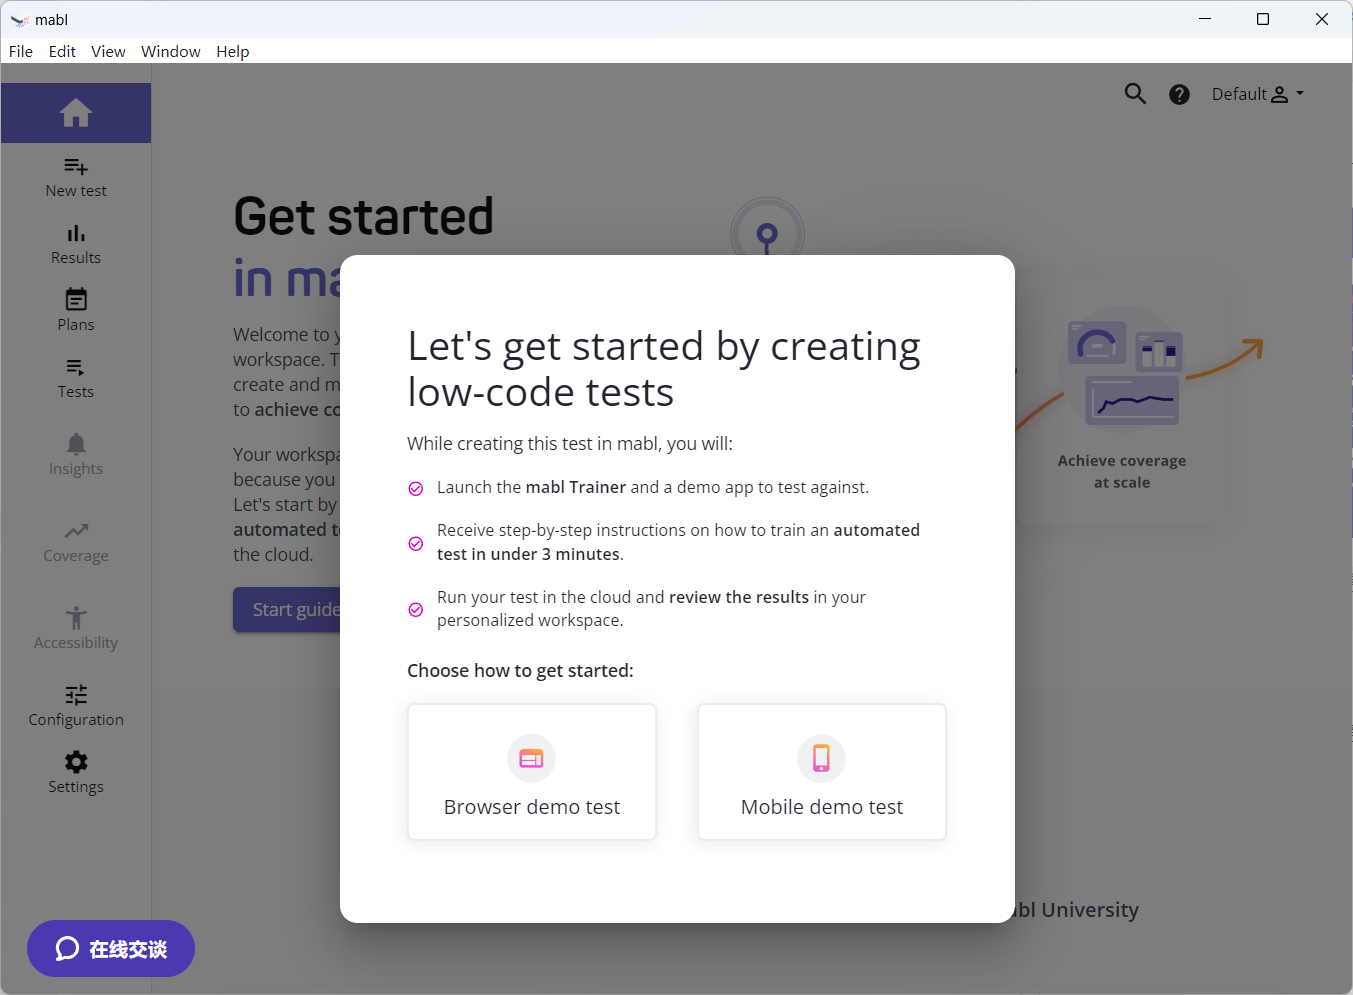 mabl
File Edit View Window Help
Default
New test
Results
Plans
Tests
Insights
Coverage
Accessibility
Configuration
Settings
Get started
in ma
Welcome to y
workspace. T
create and m
to achieve co
Your workspa
because you
Let's start by
automated t
the cloud.
Start guide
Let's get started by creating
low-code tests
While creating this test in mabl, you will:
Launch the mabl Trainer and a demo app to test against.
Receive step-by-step instructions on how to train an automated
test in under 3 minutes.
Run your test in the cloud and review the results in your
personalized workspace.
Choose how to get started:
Browser demo test
Mobile demo test
Achieve coverage
at scale
abl University
在线交谈